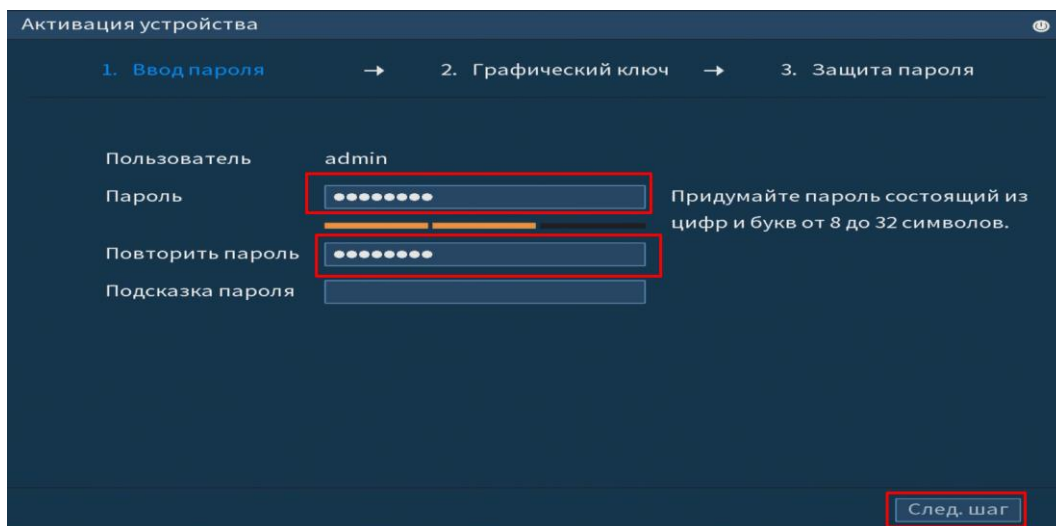 Активация устройства
1. Ввод пароля → 2. Графический ключ → 3. Защита пароля
Пользователь admin
Пароль ●●●●●●●● Придумайте пароль состоящий из
цифр и букв от 8 до 32 символов.
Повторить пароль ●●●●●●●●
Подсказка пароля
След. шаг